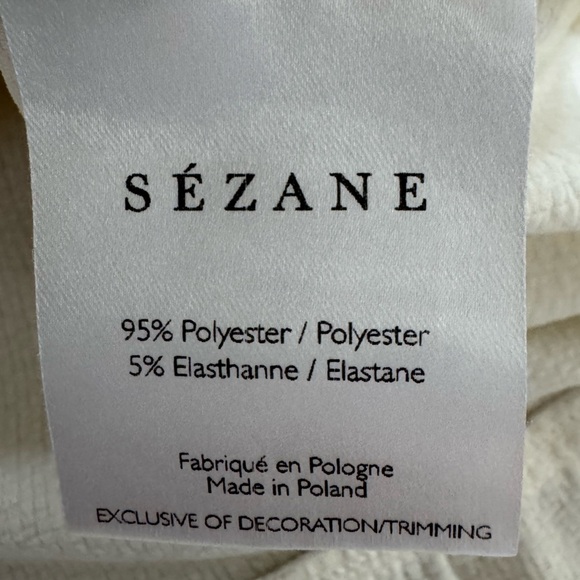 SÉZANE
95% Polyester / Polyester
5% Elasthanne / Elastane
Fabriqué en Pologne
Made in Poland
EXCLUSIVE OF DECORATION/TRIMMING